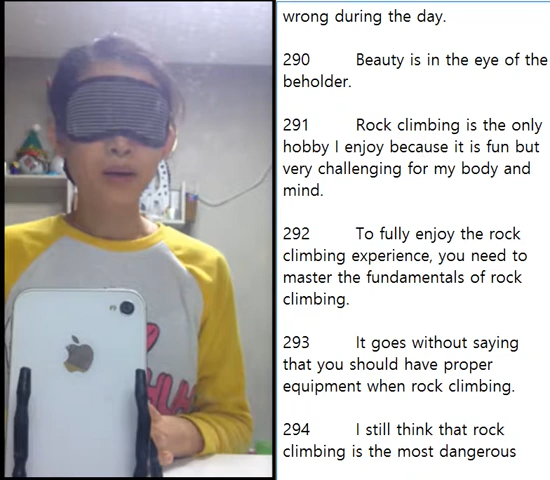 wrong during the day.
290 Beauty is in the eye of the
beholder.
291 Rock climbing is the only
hobby I enjoy because it is fun but
very challenging for my body and
mind.
292 To fully enjoy the rock
climbing experience, you need to
master the fundamentals of rock
climbing.
293 It goes without saying
that you should have proper
equipment when rock climbing.
294 I still think that rock
climbing is the most dangerous